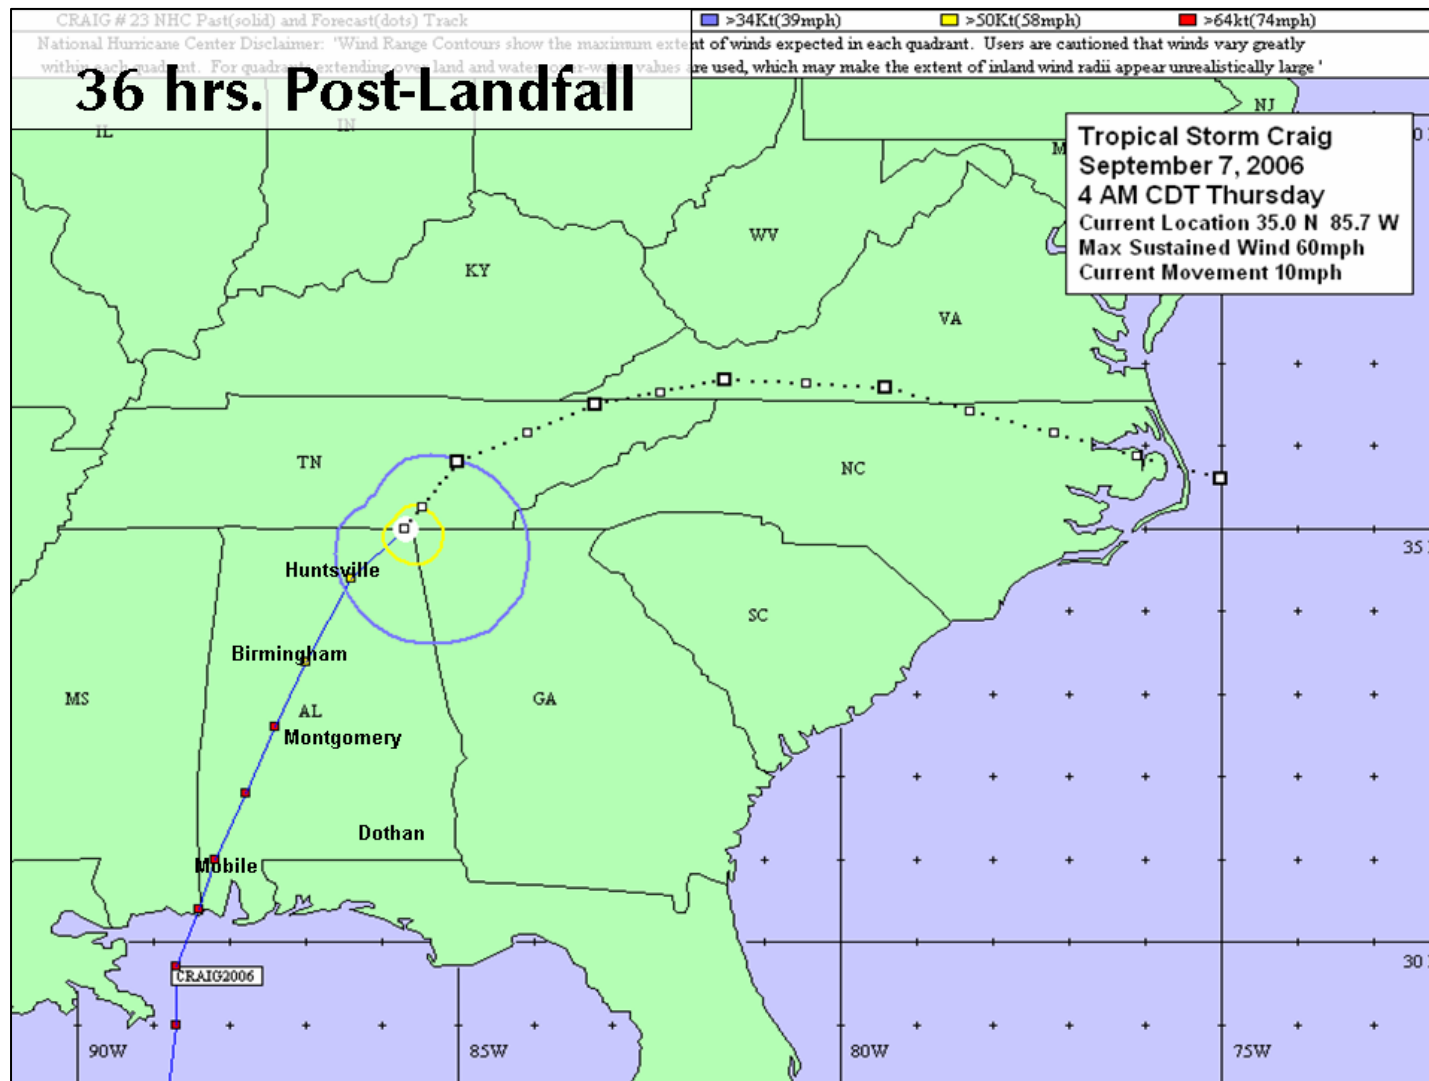 CRAIG # 23 NHC Past(solid) and Forecast(dots) Track
>34Kt(39mph) >50Kt(58mph) >64kt(74mph)
National Hurricane Center Disclaimer: 'Wind Range Contours show the maximum extent of winds expected in each quadrant. Users are cautioned that winds vary greatly
within each quadrant. For quadrants extending over land and water, over-water values are used, which may make the extent of inland wind radii appear unrealistically large '
36 hrs. Post-Landfall
NJ
IL
IN
M
Tropical Storm Craig
September 7, 2006
4 AM CDT Thursday
Current Location 35.0 N 85.7 W
Max Sustained Wind 60mph
Current Movement 10mph
0
WV
KY
VA
TN
NC
35
Huntsville
SC
Birmingham
MS
GA
AL
Montgomery
Dothan
Mobile
30
CRAIG2006
90W
85W
80W
75W